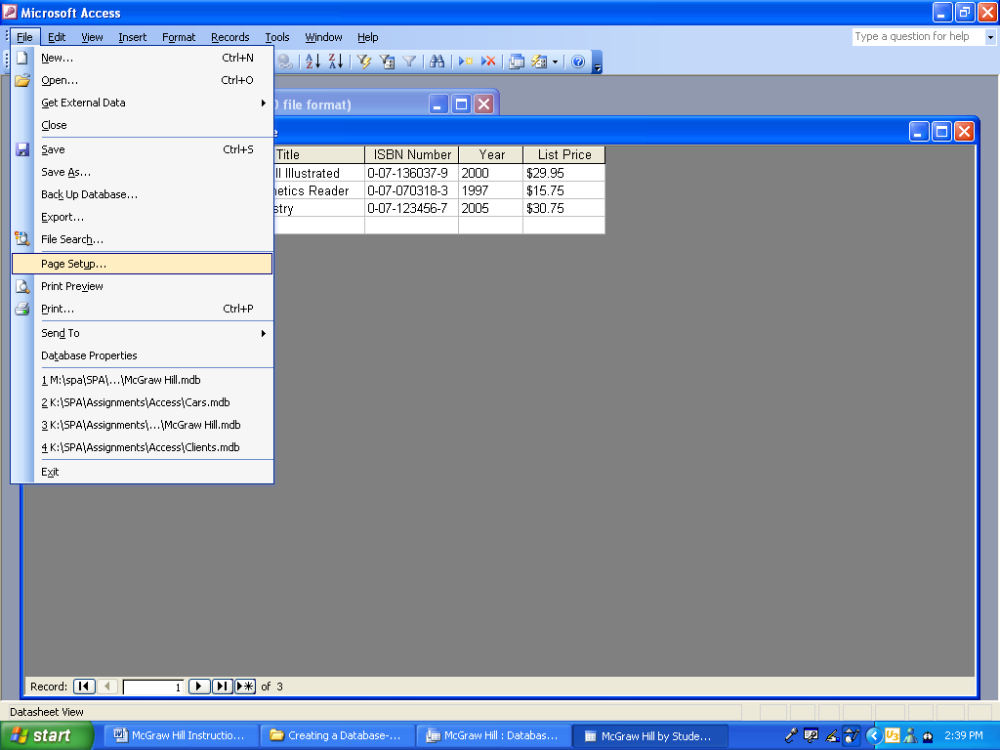 Microsoft Access
File Edit View Insert Format Records Tools Window Help
Type a question for help
New... Ctrl+N
Open... Ctrl+O
Get External Data
Close
Save Ctrl+S
Save As...
Back Up Database...
Export...
File Search...
Page Setup...
Print Preview
Print... Ctrl+P
Send To
Database Properties
1 M:\spa\SPA\...\McGraw Hill.mdb
2 K:\SPA\Assignments\Access\Cars.mdb
3 K:\SPA\Assignments\...\McGraw Hill.mdb
4 K:\SPA\Assignments\Access\Clients.mdb
Exit
file format)
Title ISBN Number Year List Price
ll Illustrated 0-07-136037-9 2000 $29.95
netics Reader 0-07-070318-3 1997 $15.75
stry 0-07-123456-7 2005 $30.75
Record: 1 of 3
Datasheet View
start
McGraw Hill Instructio...
Creating a Database-...
McGraw Hill : Databas...
McGraw Hill by Stude...
U3
2:39 PM